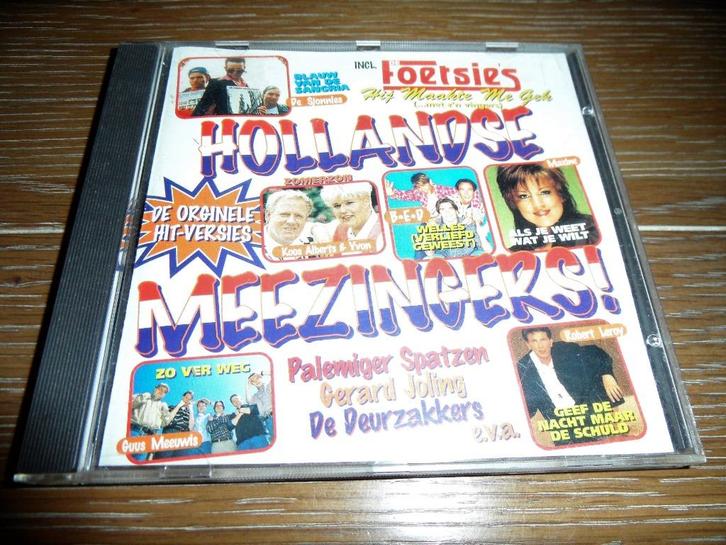 BLAUW
VAN DE
SANGRIA
De Sjonnies
INCL.
Foetsie's
Hij Maakte Me Gek
(...met z'n vingers)
HOLLANDSE
DE ORGINELE
HIT-VERSIES
ZOMERZON
Koos Alberts & Yvon
B•E•D
WELLES
(VERLIEFD
GEWEEST)
Maxine
ALS JE WEET
WAT JE WILT
MEEZINGERS!
ZO VER WEG
Guus Meeuwis
Palemiger Spatzen
Gerard Joling
De Deurzakkers
e.v.a.
Robert Leroy
GEEF DE
NACHT MAAR
DE SCHULD